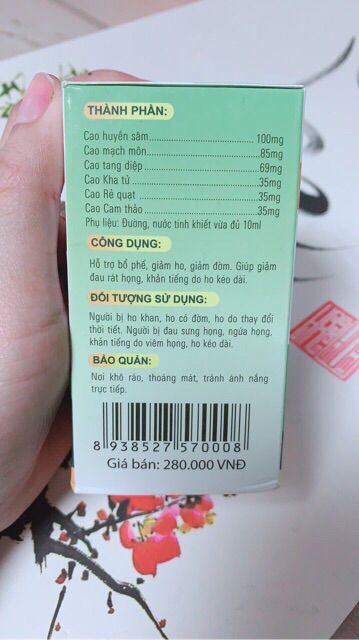 THÀNH PHẦN:
Cao huyền sâm.............................. 100mg
Cao mạch môn...............................85mg
Cao tang diệp................................69mg
Cao Kha tử....................................35mg
Cao Rẻ quạt..................................35mg
Cao Cam thảo................................35mg
Phụ liệu: Đường, nước tinh khiết vừa đủ 10ml
CÔNG DỤNG:
Hỗ trợ bổ phế, giảm ho, giảm đờm. Giúp giảm
đau rát họng, khản tiếng do ho kéo dài.
ĐỐI TƯỢNG SỬ DỤNG:
Người bị ho khan, ho có đờm, ho do thay đổi
thời tiết. Người bị đau sưng họng, ngứa họng,
khản tiếng do viêm họng, ho kéo dài.
BẢO QUẢN:
Nơi khô ráo, thoáng mát, tránh ánh nắng
trực tiếp.
8 938527 570008
Giá bán: 280.000 VNĐ